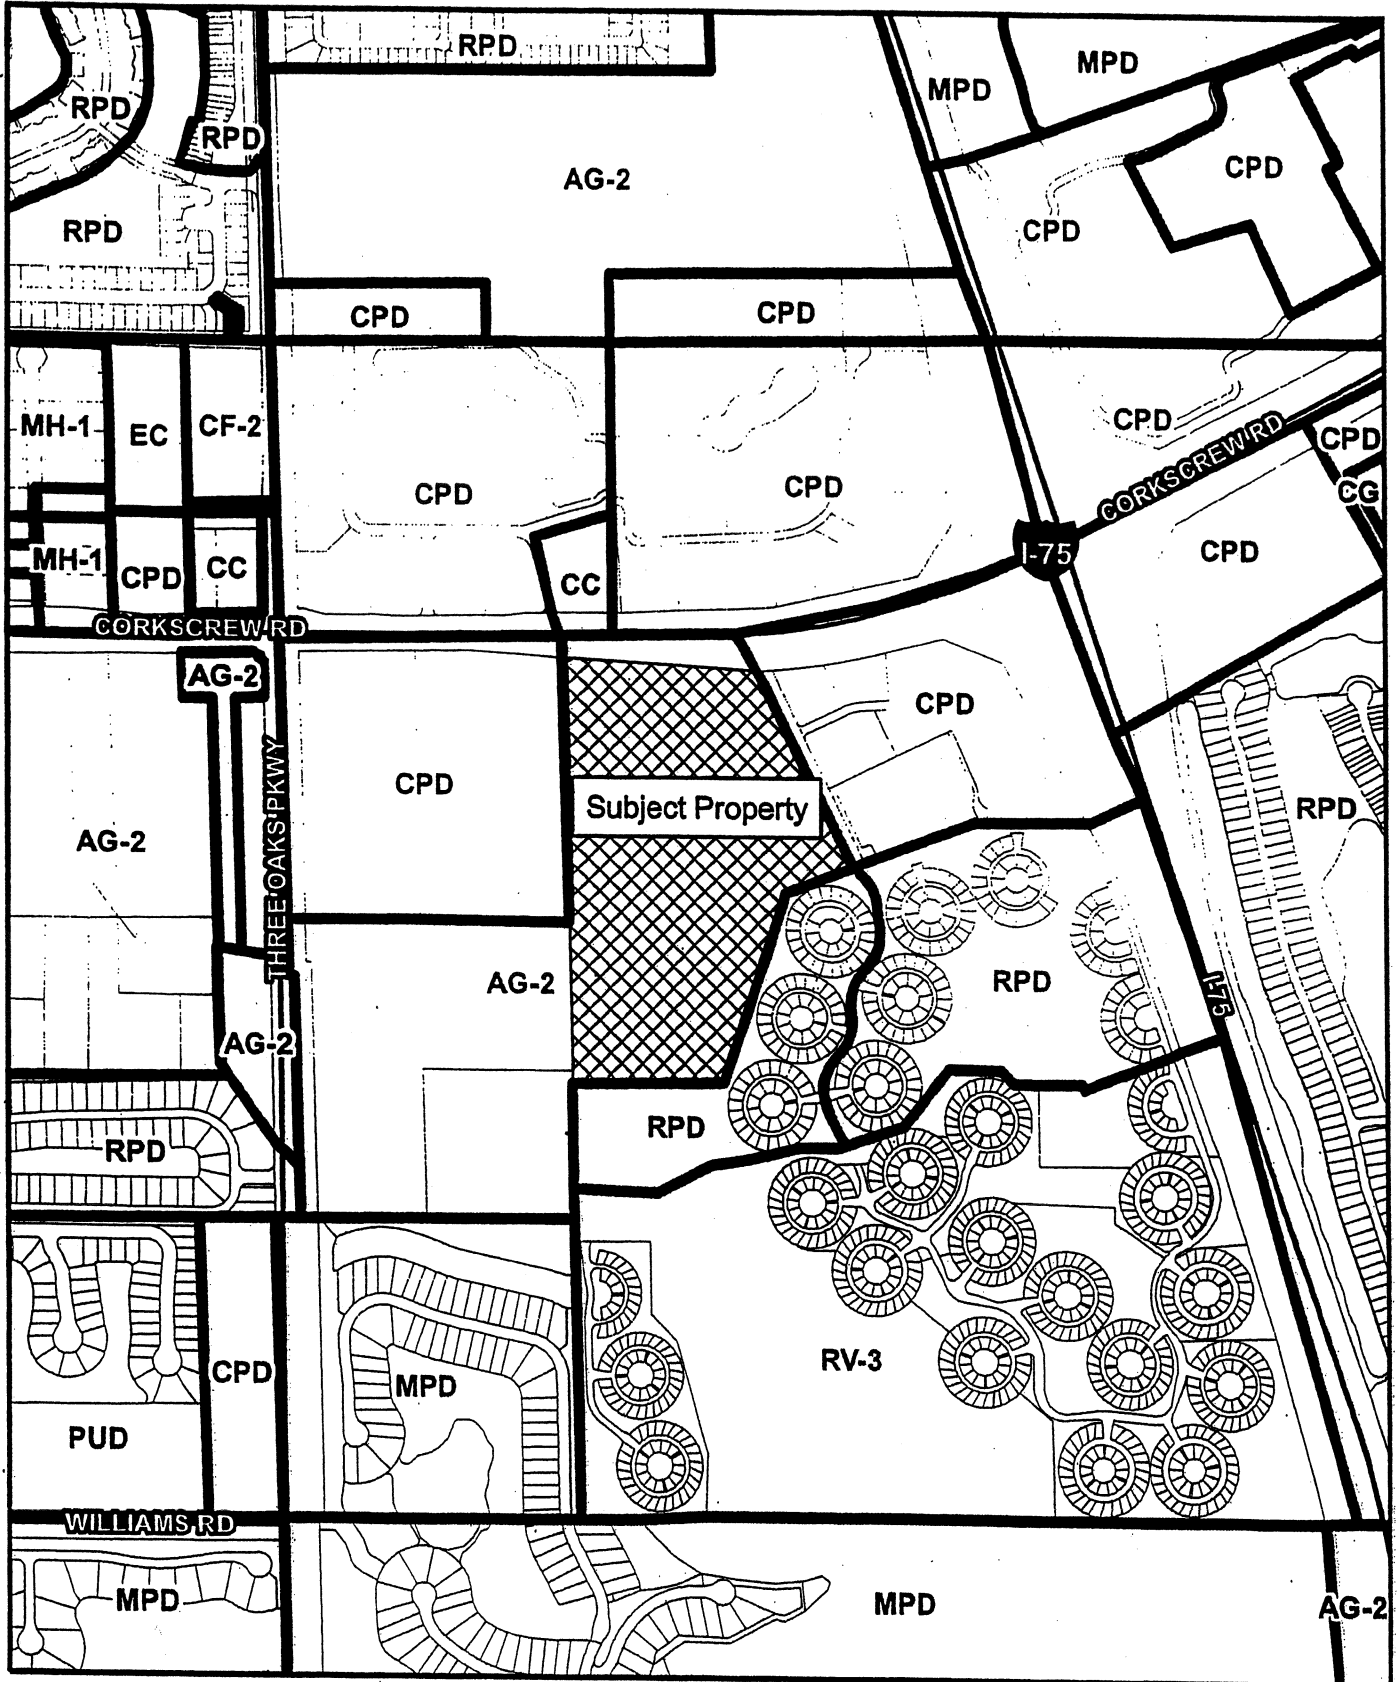 RPD
MPD
MPD
RPD
RPD
CPD
AG-2
RPD
CPD
CPD
CPD
MH-1
EC
CF-2
CPD
CPD
CORKSCREW RD
CG
CPD
CPD
I-75
CPD
MH-1
CPD
CC
CC
CORKSCREW RD
AG-2
CPD
CPD
THREE OAKS PKWY
Subject Property
RPD
AG-2
AG-2
RPD
I-75
AG-2
RPD
RPD
RV-3
CPD
MPD
PUD
WILLIAMS RD
MPD
MPD
AG-2